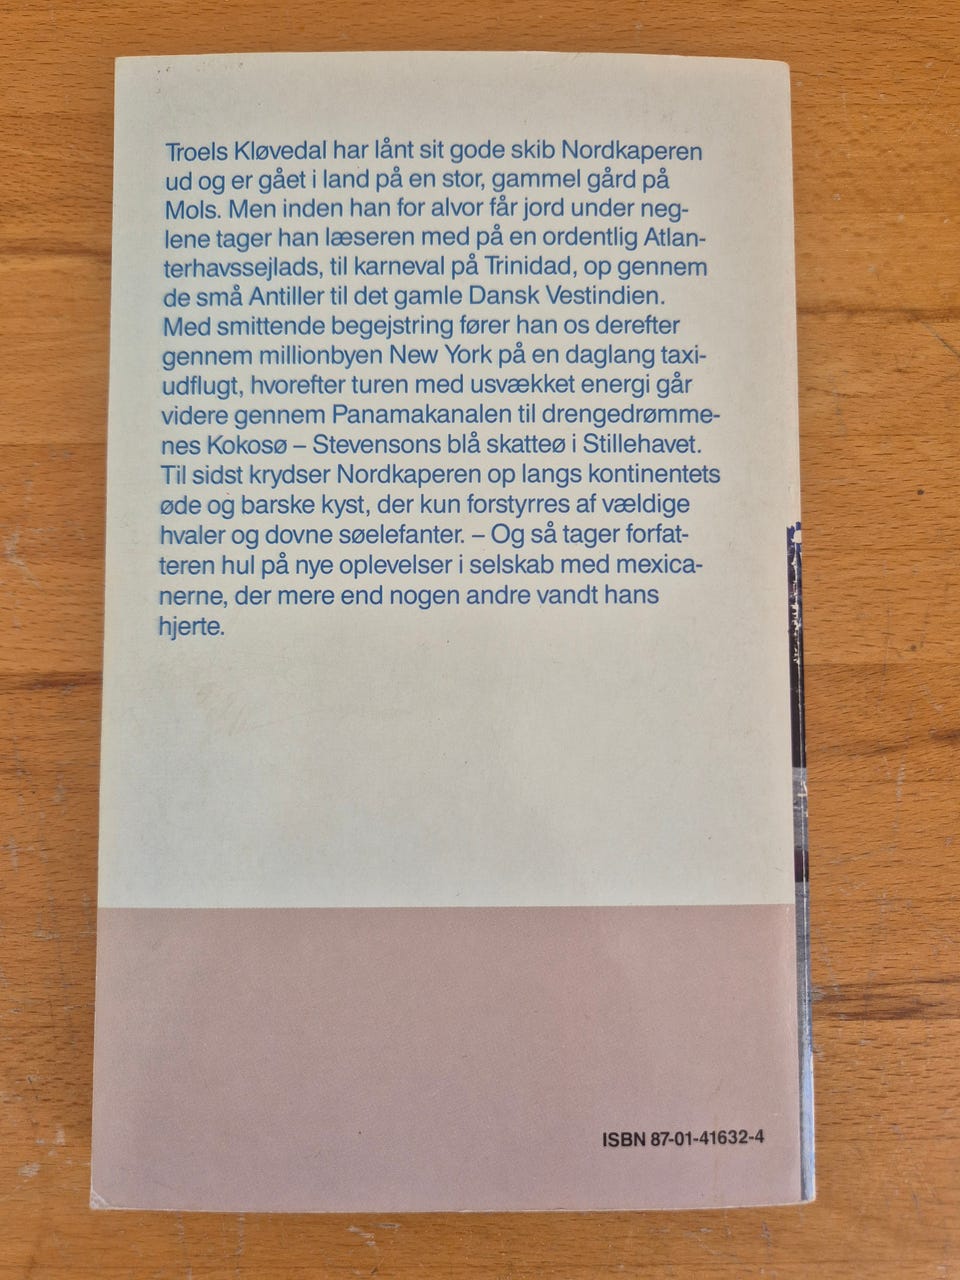 Troels Kløvedal har lånt sit gode skib Nordkaperen
ud og er gået i land på en stor, gammel gård på
Mols. Men inden han for alvor får jord under neg-
lene tager han læseren med på en ordentlig Atlan-
terhavssejlads, til karneval på Trinidad, op gennem
de små Antiller til det gamle Dansk Vestindien.
Med smittende begejstring fører han os derefter
gennem millionbyen New York på en daglang taxi-
udflugt, hvorefter turen med usvækket energi går
videre gennem Panamakanalen til drengedrømme-
nes Kokosø – Stevensons blå skatteø i Stillehavet.
Til sidst krydser Nordkaperen op langs kontinentets
øde og barske kyst, der kun forstyrres af vældige
hvaler og dovne søelefanter. – Og så tager forfat-
teren hul på nye oplevelser i selskab med mexica-
nerne, der mere end nogen andre vandt hans
hjerte.
ISBN 87-01-41632-4